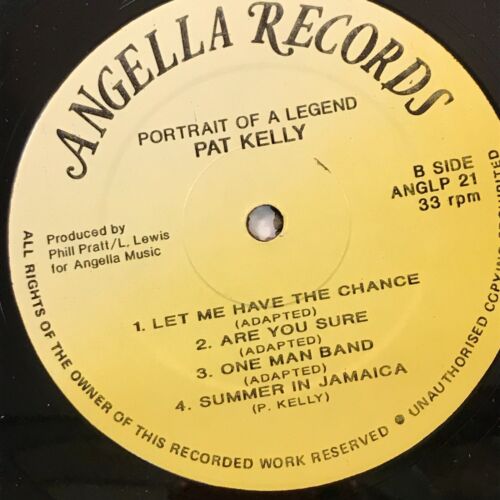 ANGELLA RECORDS
PORTRAIT OF A LEGEND
PAT KELLY
B SIDE
ANGLP 21
33 rpm
Produced by
Phill Pratt/L. Lewis
for Angella Music
1. LET ME HAVE THE CHANCE
(ADAPTED)
2. ARE YOU SURE
(ADAPTED)
3. ONE MAN BAND
(ADAPTED)
4. SUMMER IN JAMAICA
(P. KELLY)
ALL RIGHTS OF THE OWNER OF THIS RECORDED WORK RESERVED ● UNAUTHORISED COPYING PROHIBITED